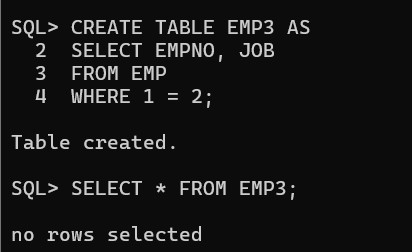 SQL> CREATE TABLE EMP3 AS
  2  SELECT EMPNO, JOB
  3  FROM EMP
  4  WHERE 1 = 2;
Table created.
SQL> SELECT * FROM EMP3;
no rows selected